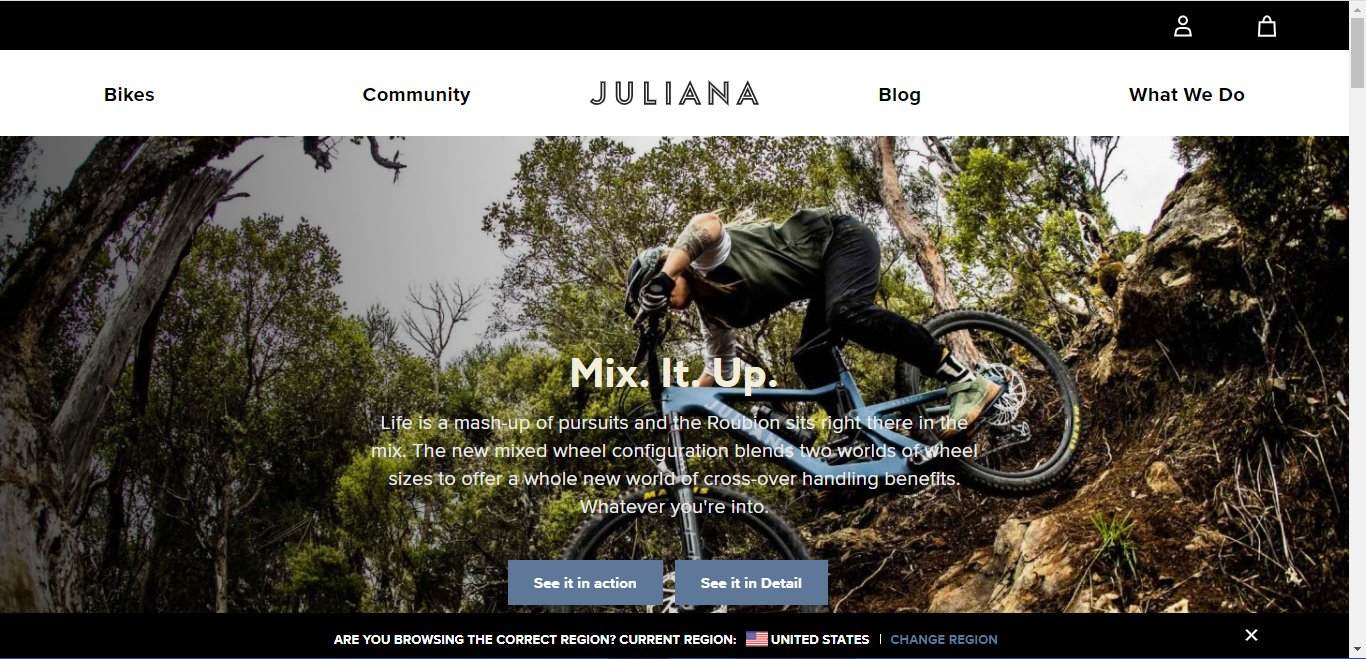 Bikes
Community
JULIANA
Blog
What We Do
Mix. It. Up.
Life is a mash-up of pursuits and the Roubion sits right there in the
mix. The new mixed wheel configuration blends two worlds of wheel
sizes to offer a whole new world of cross-over handling benefits.
Whatever you're into.
MAXXIS
See it in action
See it in Detail
ARE YOU BROWSING THE CORRECT REGION? CURRENT REGION: UNITED STATES | CHANGE REGION